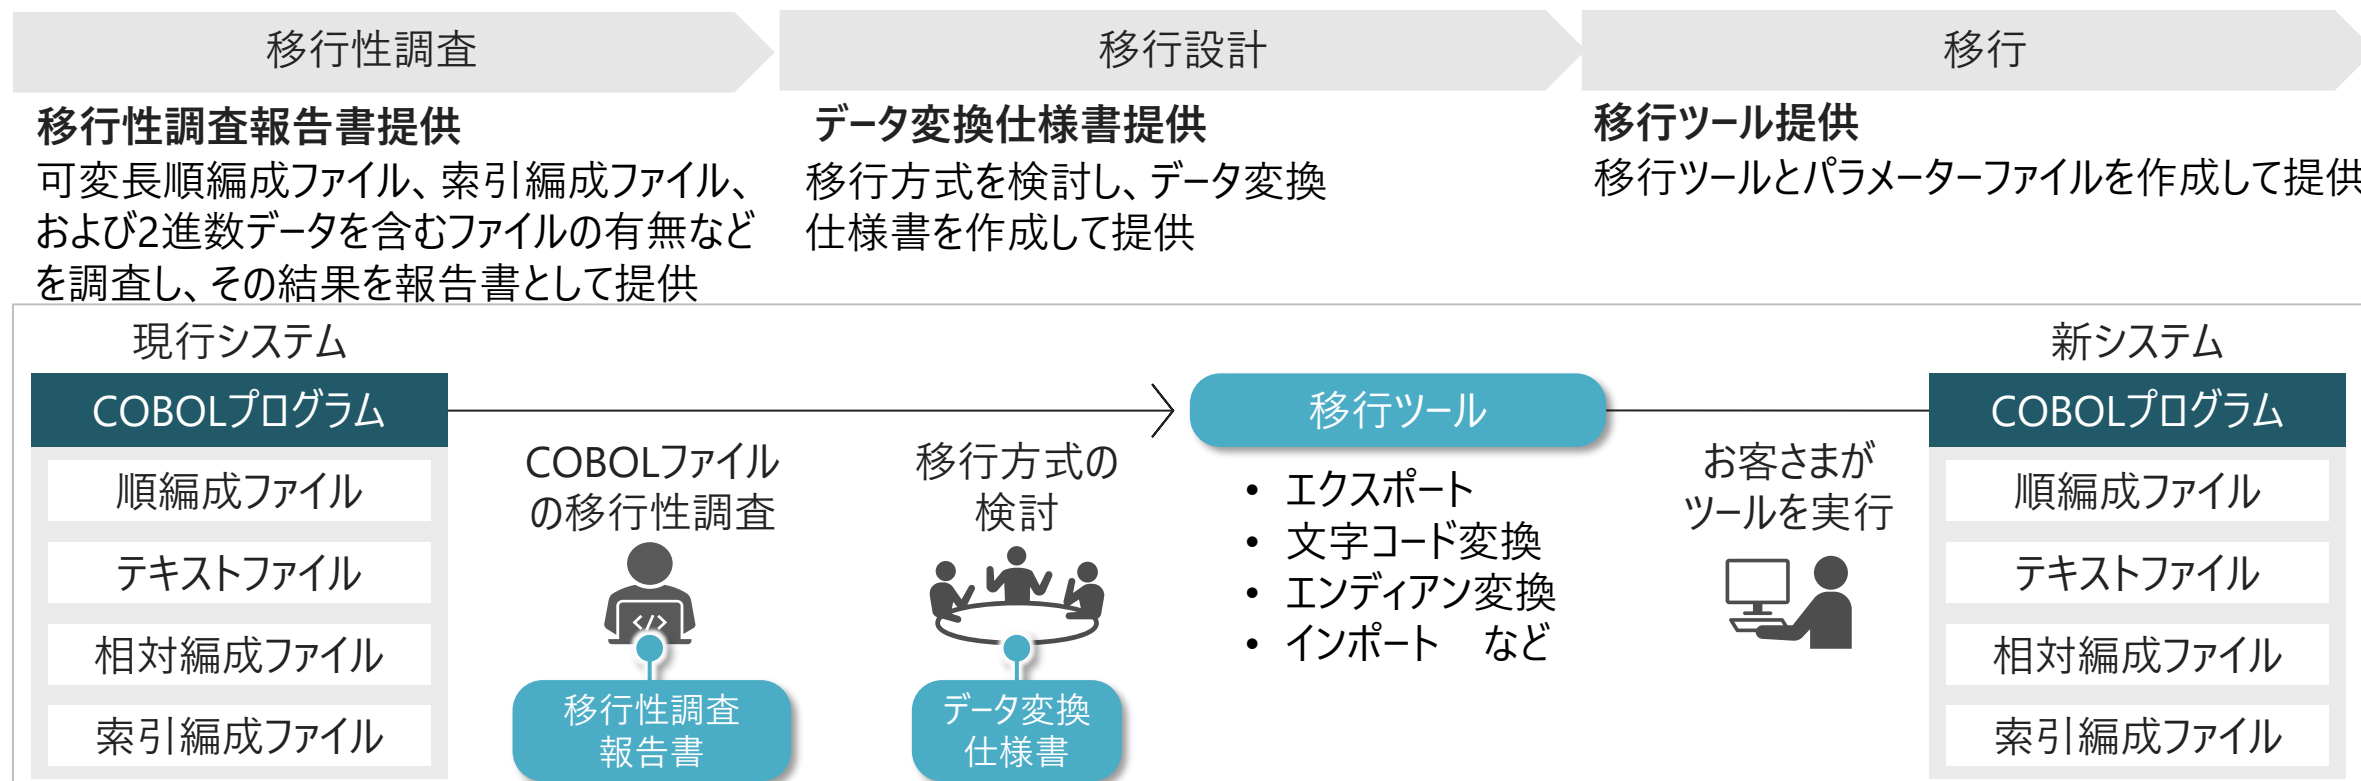 移行性調査
移行設計
移行
移行性調査報告書提供
可変長順編成ファイル、索引編成ファイル、
および2進数データを含むファイルの有無など
を調査し、その結果を報告書として提供
データ変換仕様書提供
移行方式を検討し、データ変換
仕様書を作成して提供
移行ツール提供
移行ツールとパラメーターファイルを作成して提供
現行システム
COBOLプログラム
順編成ファイル
テキストファイル
相対編成ファイル
索引編成ファイル
COBOLファイル
の移行性調査
</>
移行性調査
報告書
移行方式の
検討
データ変換
仕様書
移行ツール
• エクスポート
• 文字コード変換
• エンディアン変換
• インポート　など
お客さまが
ツールを実行
新システム
COBOLプログラム
順編成ファイル
テキストファイル
相対編成ファイル
索引編成ファイル